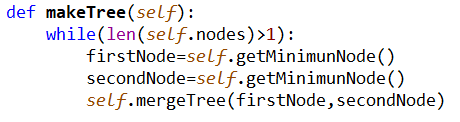 def makeTree(self):
    while(len(self.nodes)>1):
        firstNode=self.getMinimunNode()
        secondNode=self.getMinimunNode()
        self.mergeTree(firstNode,secondNode)